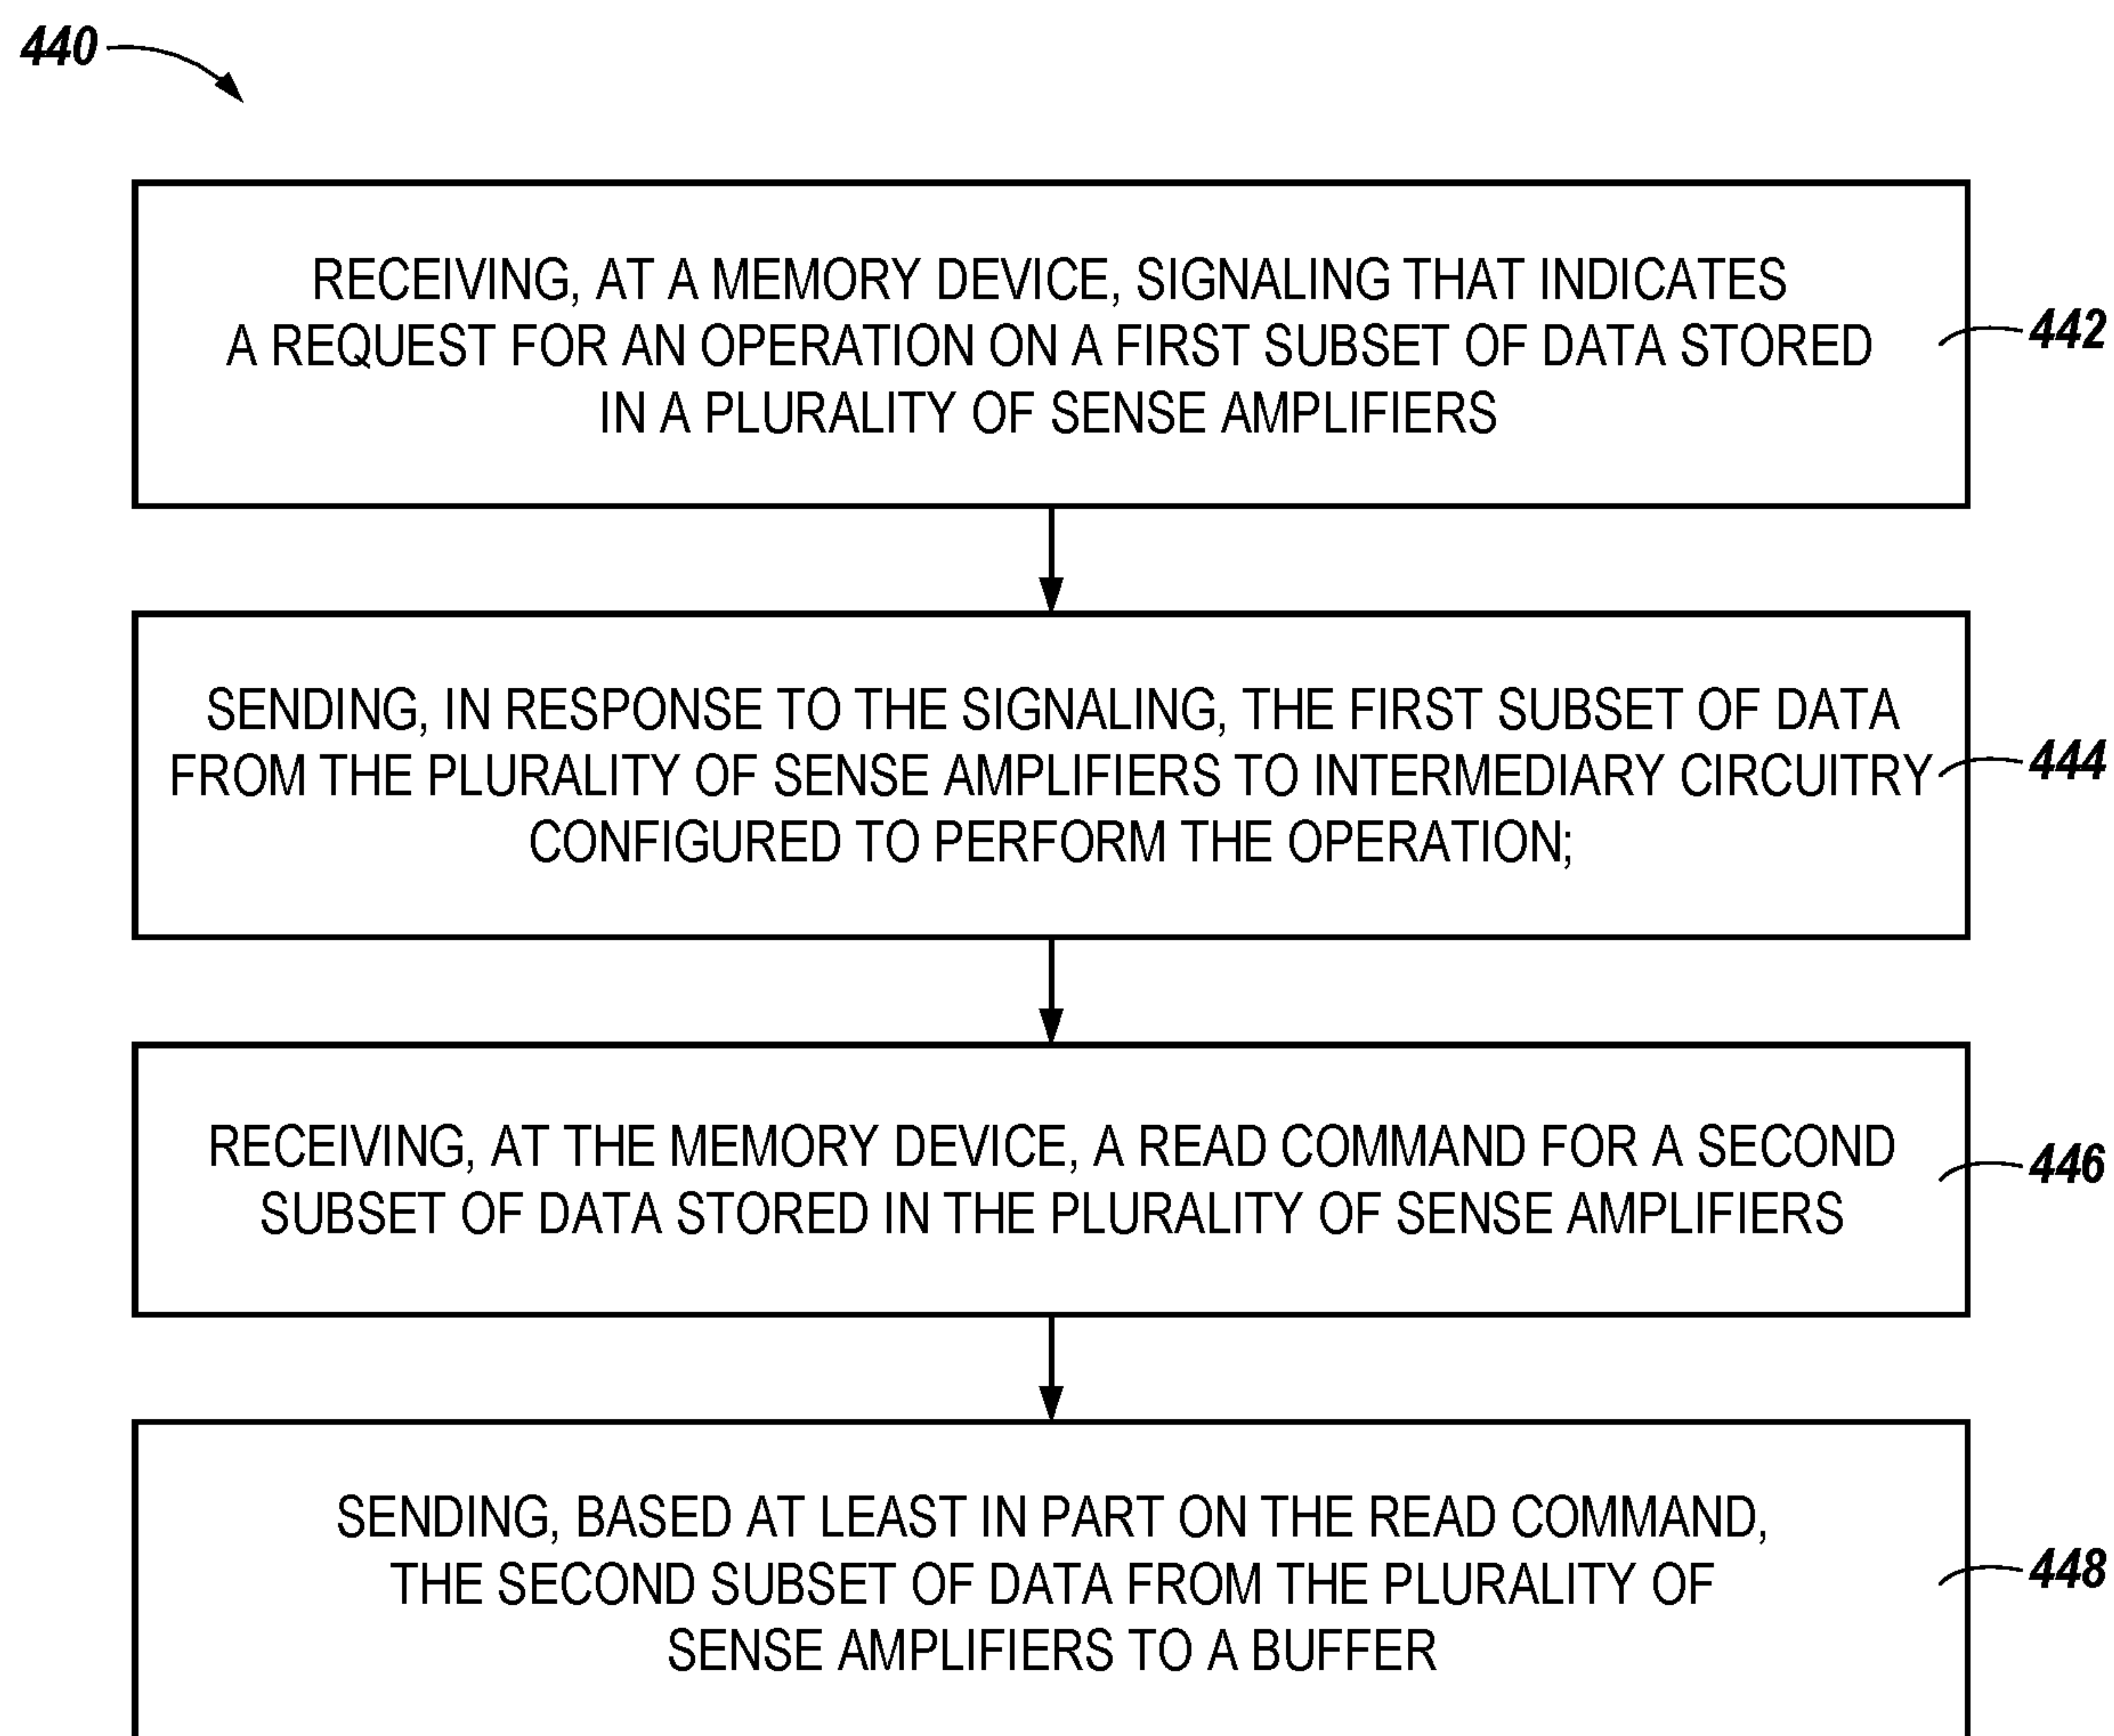 440
RECEIVING, AT A MEMORY DEVICE, SIGNALING THAT INDICATES
A REQUEST FOR AN OPERATION ON A FIRST SUBSET OF DATA STORED
IN A PLURALITY OF SENSE AMPLIFIERS
442
SENDING, IN RESPONSE TO THE SIGNALING, THE FIRST SUBSET OF DATA
FROM THE PLURALITY OF SENSE AMPLIFIERS TO INTERMEDIARY CIRCUITRY
CONFIGURED TO PERFORM THE OPERATION;
444
RECEIVING, AT THE MEMORY DEVICE, A READ COMMAND FOR A SECOND
SUBSET OF DATA STORED IN THE PLURALITY OF SENSE AMPLIFIERS
446
SENDING, BASED AT LEAST IN PART ON THE READ COMMAND,
THE SECOND SUBSET OF DATA FROM THE PLURALITY OF
SENSE AMPLIFIERS TO A BUFFER
448